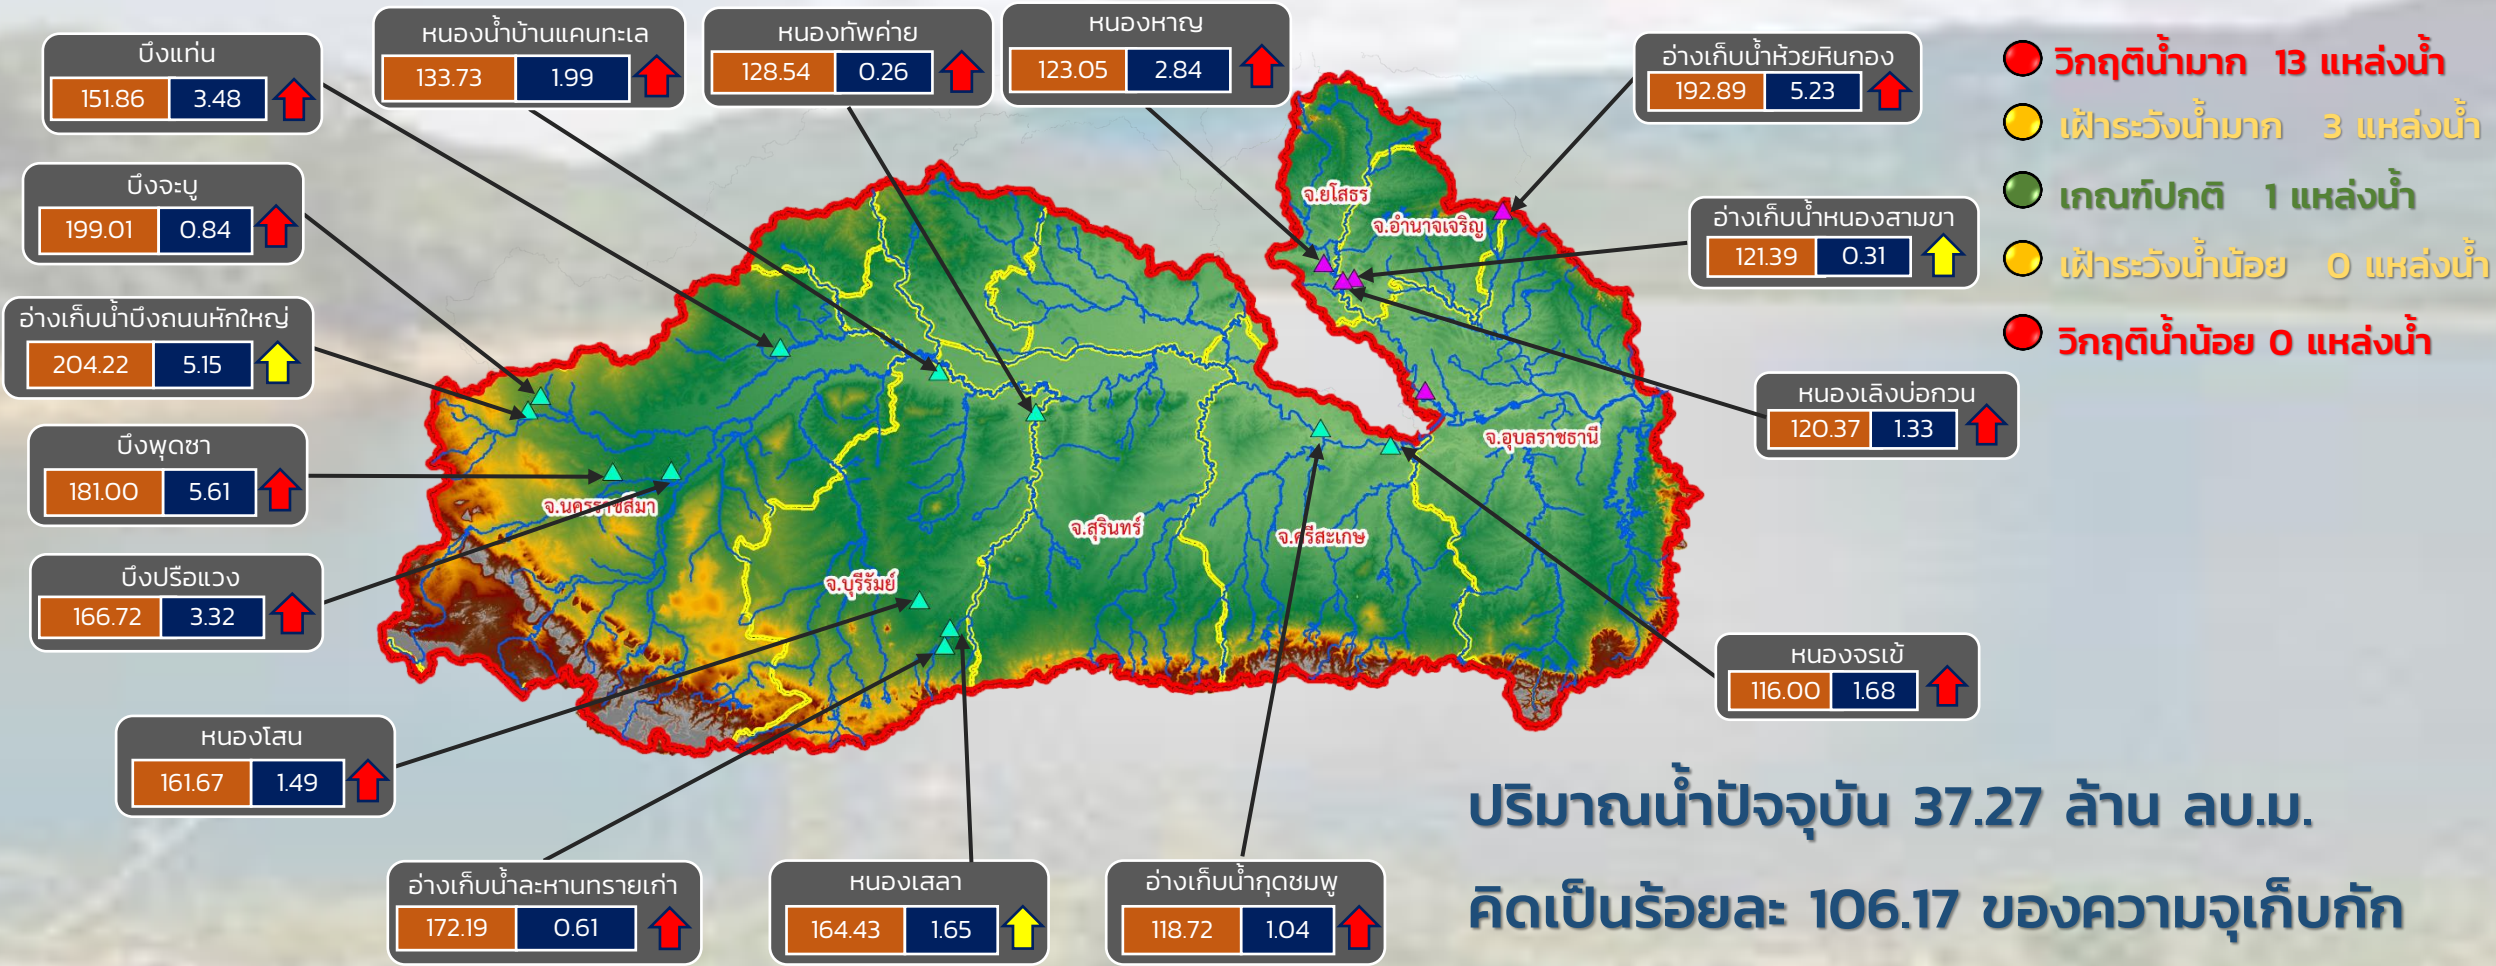 บึงแท่น
151.86 3.48
หนองน้ำบ้านแคนทะเล
133.73 1.99
หนองทัพค่าย
128.54 0.26
หนองหาญ
123.05 2.84
อ่างเก็บน้ำห้วยหินกอง
192.89 5.23
วิกฤติน้ำมาก 13 แหล่งน้ำ
เฝ้าระวังน้ำมาก 3 แหล่งน้ำ
เกณฑ์ปกติ 1 แหล่งน้ำ
เฝ้าระวังน้ำน้อย 0 แหล่งน้ำ
วิกฤติน้ำน้อย 0 แหล่งน้ำ
บึงจะบู
199.01 0.84
อ่างเก็บน้ำหนองสามขา
121.39 0.31
อ่างเก็บน้ำบึงถนนหักใหญ่
204.22 5.15
หนองเลิงบ่อกวน
120.37 1.33
บึงพุดซา
181.00 5.61
บึงปรือแวง
166.72 3.32
จ.ยโสธร
จ.อำนาจเจริญ
จ.อุบลราชธานี
จ.นครราชสีมา
จ.สุรินทร์
จ.ศรีสะเกษ
จ.บุรีรัมย์
หนองจรเข้
116.00 1.68
หนองโสน
161.67 1.49
อ่างเก็บน้ำละหานทรายเก่า
172.19 0.61
หนองเสลา
164.43 1.65
อ่างเก็บน้ำกุดชมพู
118.72 1.04
ปริมาณน้ำปัจจุบัน 37.27 ล้าน ลบ.ม.
คิดเป็นร้อยละ 106.17 ของความจุเก็บกัก